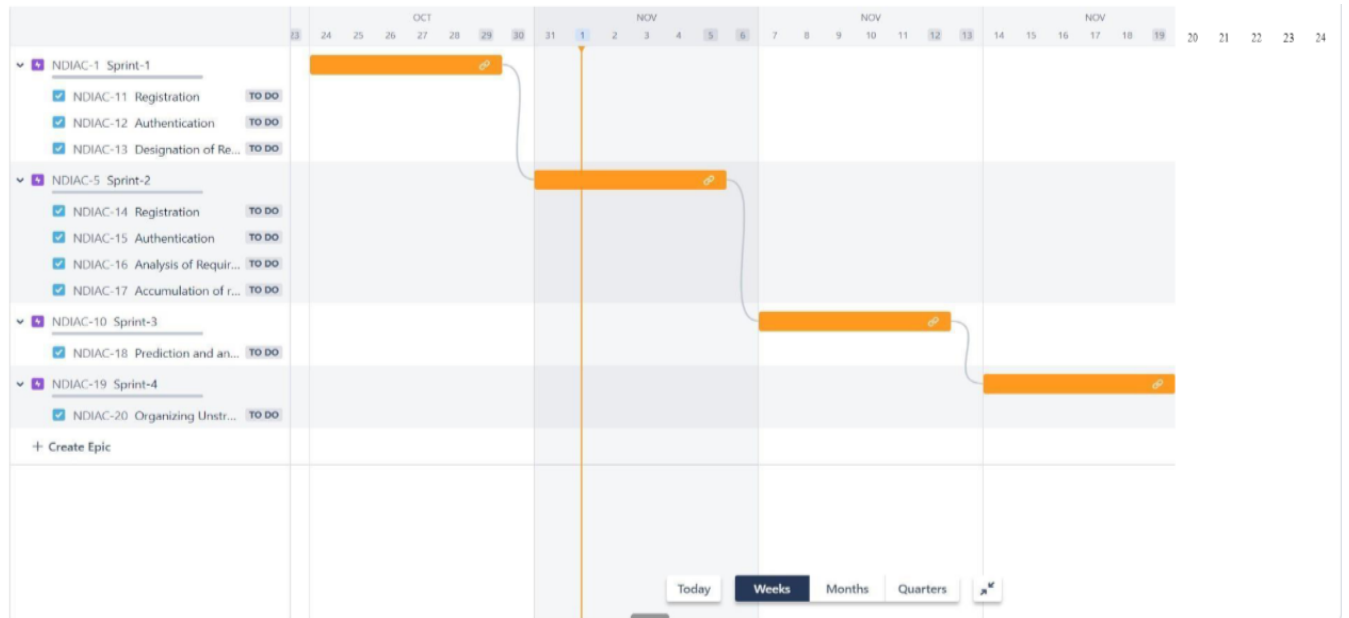 OCT NOV NOV NOV
23 24 25 26 27 28 29 30 31 1 2 3 4 5 6 7 8 9 10 11 12 13 14 15 16 17 18 19 20 21 22 23 24
NDIAC-1 Sprint-1
NDIAC-11 Registration TO DO
NDIAC-12 Authentication TO DO
NDIAC-13 Designation of Re... TO DO
NDIAC-5 Sprint-2
NDIAC-14 Registration TO DO
NDIAC-15 Authentication TO DO
NDIAC-16 Analysis of Requir... TO DO
NDIAC-17 Accumulation of r... TO DO
NDIAC-10 Sprint-3
NDIAC-18 Prediction and an... TO DO
NDIAC-19 Sprint-4
NDIAC-20 Organizing Unstr... TO DO
+ Create Epic
Today Weeks Months Quarters